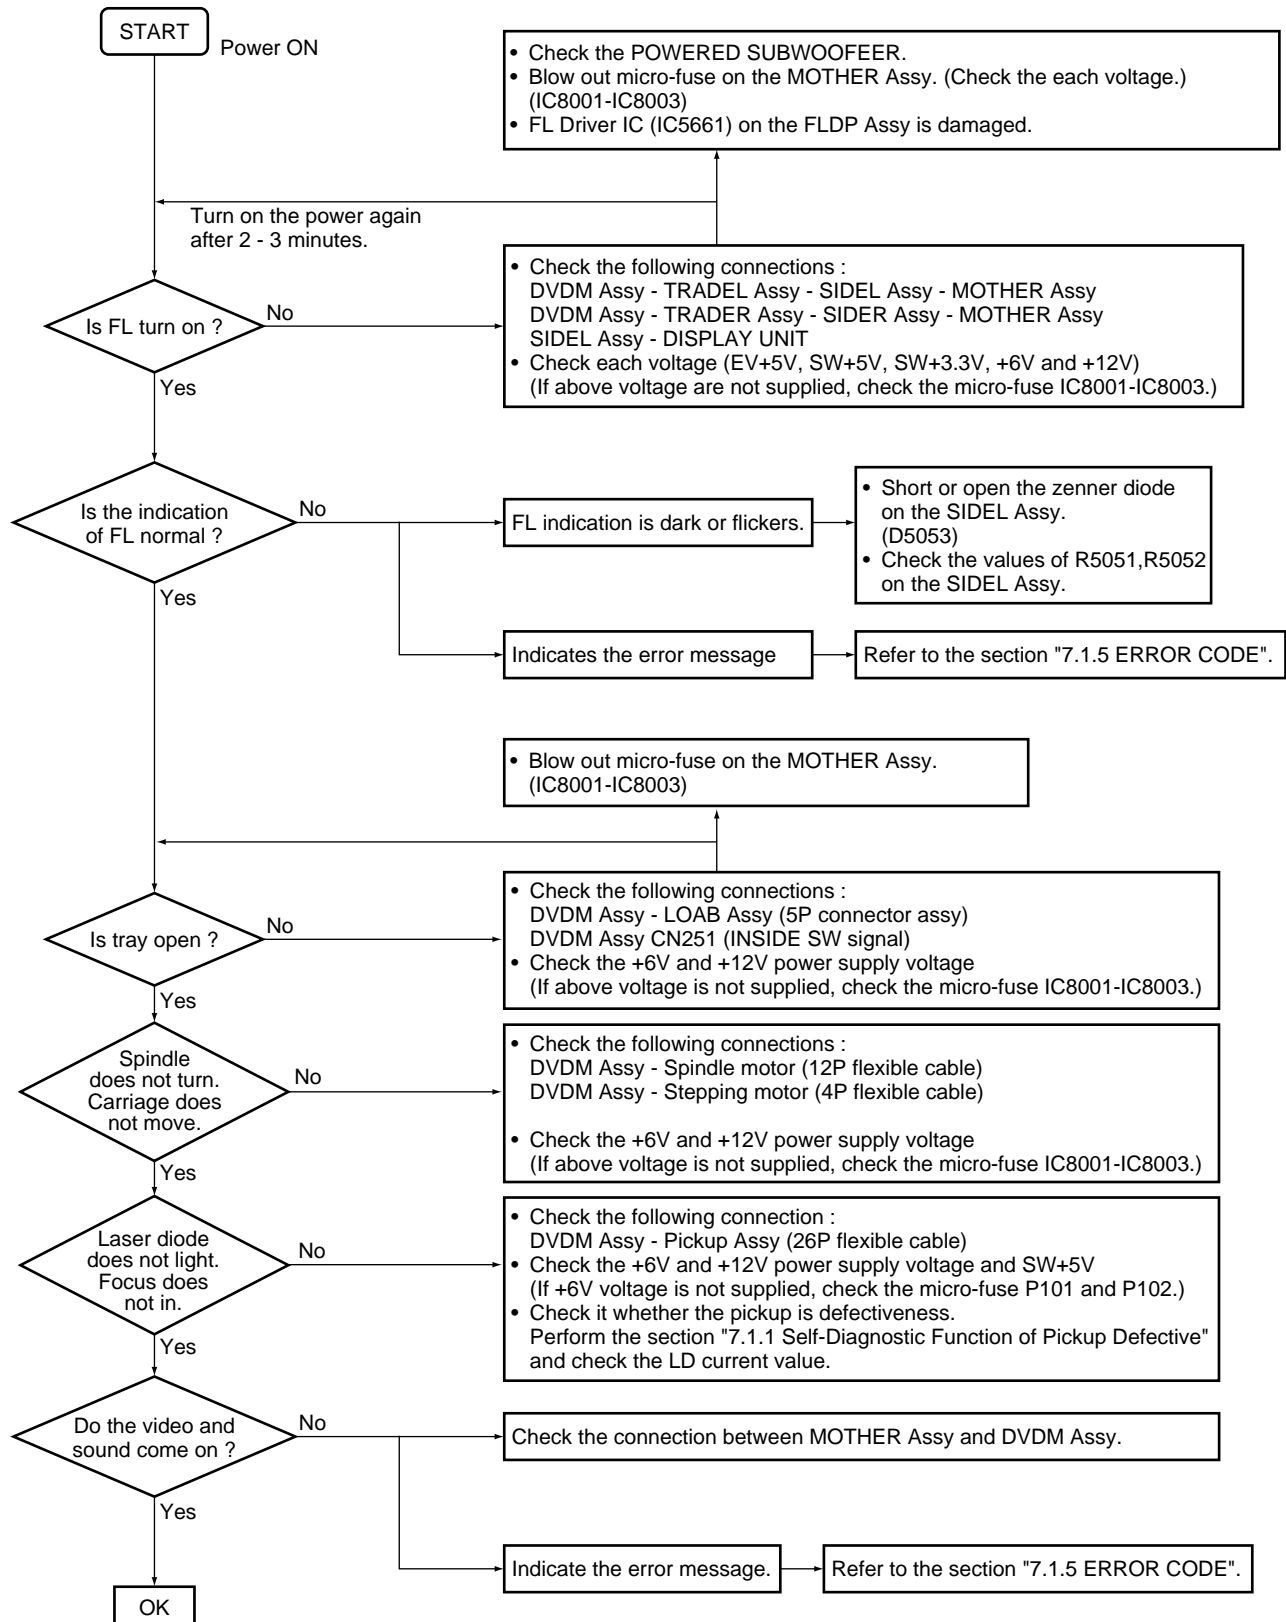 START
Power ON
• Check the POWERED SUBWOOFEER.
• Blow out micro-fuse on the MOTHER Assy. (Check the each voltage.)
(IC8001-IC8003)
• FL Driver IC (IC5661) on the FLDP Assy is damaged.
Turn on the power again
after 2 - 3 minutes.
Is FL turn on ?
No
Yes
• Check the following connections :
DVDM Assy - TRADEL Assy - SIDEL Assy - MOTHER Assy
DVDM Assy - TRADER Assy - SIDER Assy - MOTHER Assy
SIDEL Assy - DISPLAY UNIT
• Check each voltage (EV+5V, SW+5V, SW+3.3V, +6V and +12V)
(If above voltage are not supplied, check the micro-fuse IC8001-IC8003.)
Is the indication
of FL normal ?
No
Yes
FL indication is dark or flickers.
• Short or open the zenner diode
on the SIDEL Assy.
(D5053)
• Check the values of R5051,R5052
on the SIDEL Assy.
Indicates the error message
Refer to the section "7.1.5 ERROR CODE".
• Blow out micro-fuse on the MOTHER Assy.
(IC8001-IC8003)
Is tray open ?
No
Yes
• Check the following connections :
DVDM Assy - LOAB Assy (5P connector assy)
DVDM Assy CN251 (INSIDE SW signal)
• Check the +6V and +12V power supply voltage
(If above voltage is not supplied, check the micro-fuse IC8001-IC8003.)
Spindle
does not turn.
Carriage does
not move.
No
Yes
• Check the following connections :
DVDM Assy - Spindle motor (12P flexible cable)
DVDM Assy - Stepping motor (4P flexible cable)
• Check the +6V and +12V power supply voltage
(If above voltage is not supplied, check the micro-fuse IC8001-IC8003.)
Laser diode
does not light.
Focus does
not in.
No
Yes
• Check the following connection :
DVDM Assy - Pickup Assy (26P flexible cable)
• Check the +6V and +12V power supply voltage and SW+5V
(If +6V voltage is not supplied, check the micro-fuse P101 and P102.)
• Check it whether the pickup is defectiveness.
Perform the section "7.1.1 Self-Diagnostic Function of Pickup Defective"
and check the LD current value.
Do the video and
sound come on ?
No
Yes
Check the connection between MOTHER Assy and DVDM Assy.
Indicate the error message.
Refer to the section "7.1.5 ERROR CODE".
OK